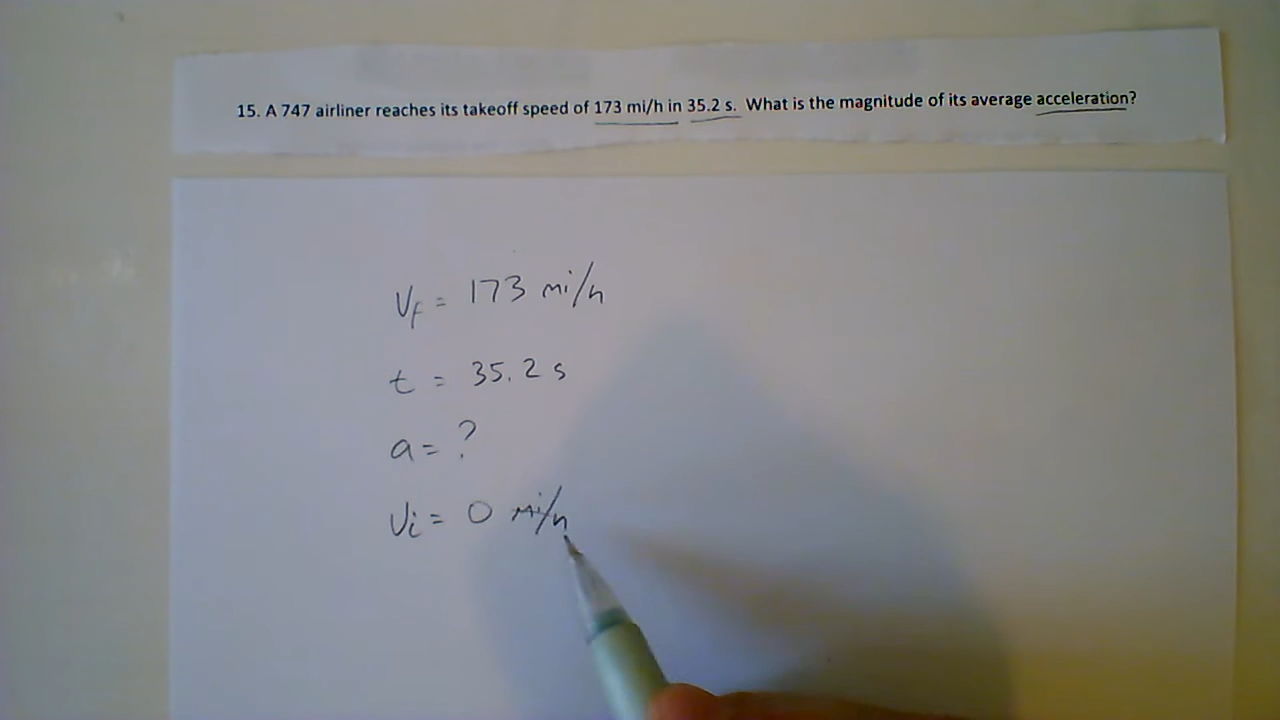 15. A 747 airliner reaches its takeoff speed of 173 mi/h in 35.2 s. What is the magnitude of its average acceleration?
Vf = 173 mi/h
t = 35.2 s
a = ?
Vi = 0 mi/h